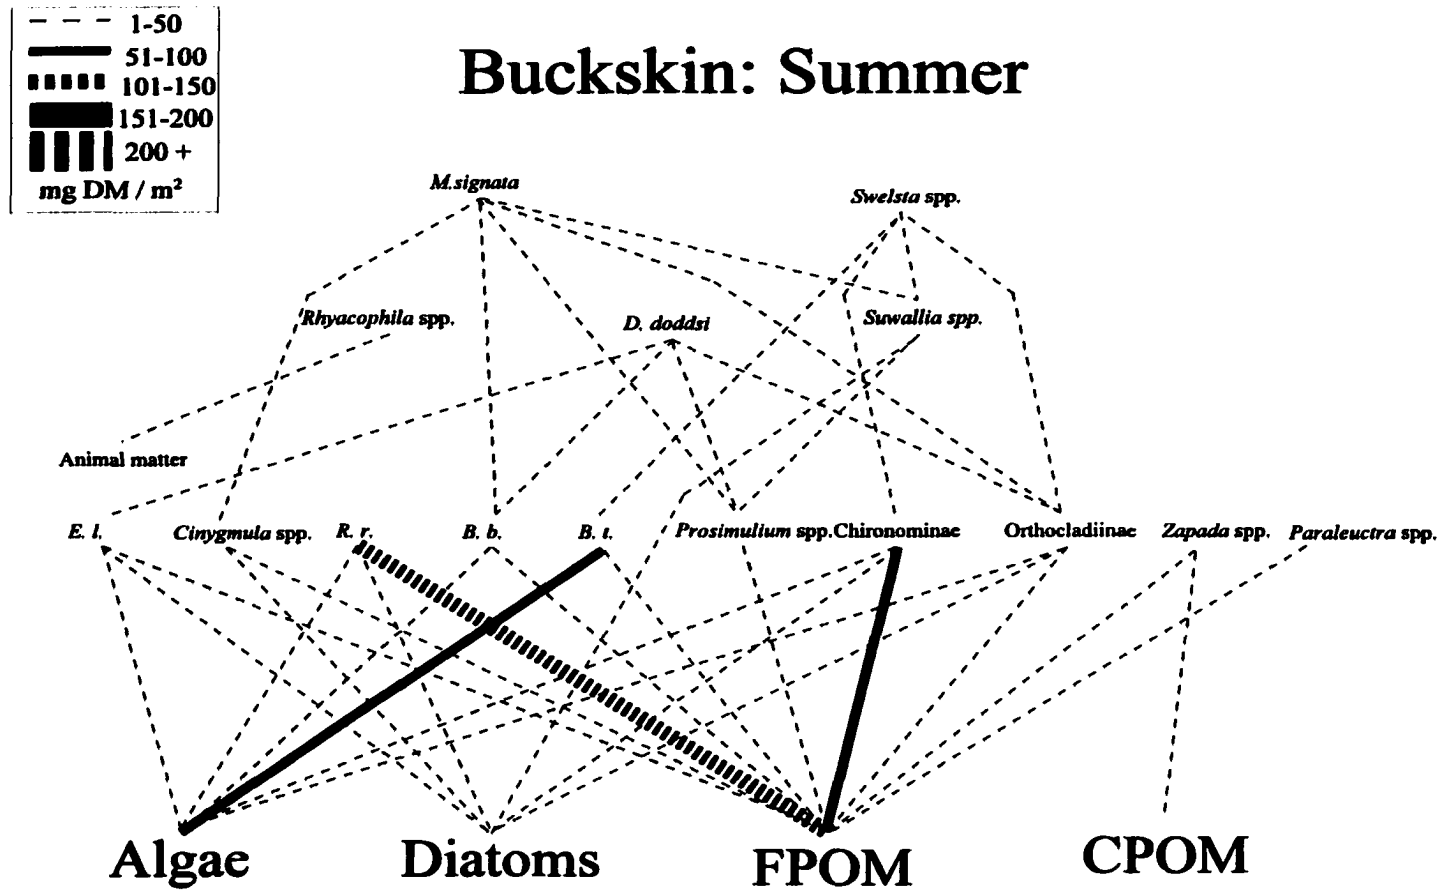 1-50
51-100
101-150
151-200
200 +
mg DM / m²
Buckskin: Summer
M.signata
Swelsta spp.
Rhyacophila spp.
D. doddsi
Suwallia spp.
Animal matter
E. l.
Cinygmula spp.
R. r.
B. b.
B. t.
Prosimulium spp.
Chironominae
Orthocladiinae
Zapada spp.
Paraleuctra spp.
Algae
Diatoms
FPOM
CPOM